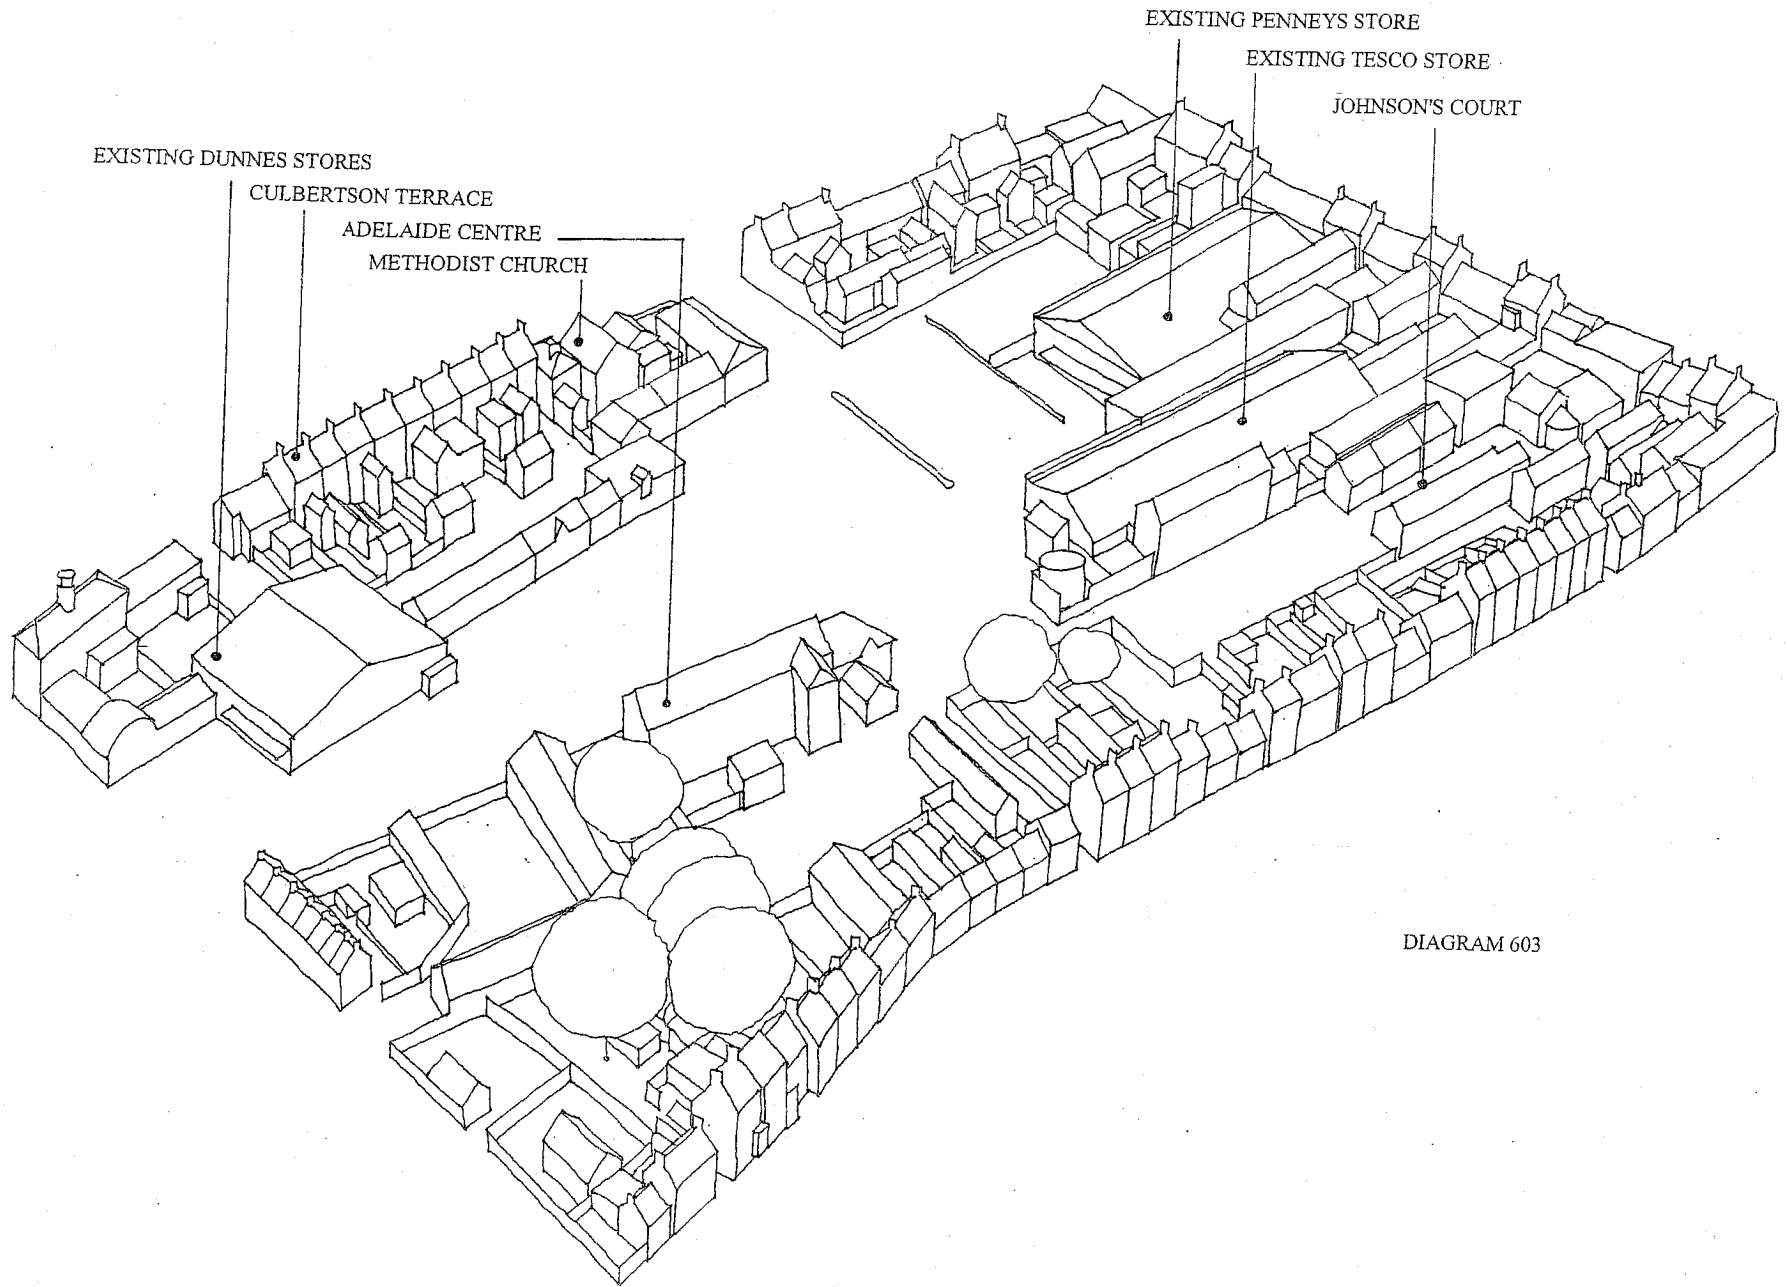 EXISTING PENNEYS STORE
EXISTING TESCO STORE
JOHNSON'S COURT
EXISTING DUNNES STORES
CULBERTSON TERRACE
ADELAIDE CENTRE
METHODIST CHURCH
DIAGRAM 603